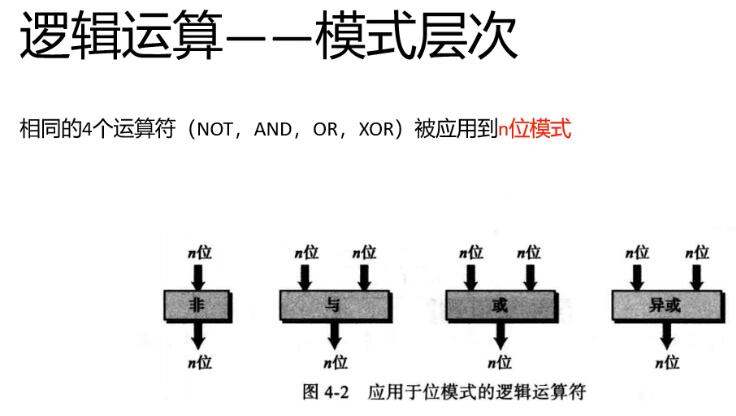 逻辑运算——模式层次
相同的4个运算符（NOT，AND，OR，XOR）被应用到n位模式
n位 n位 n位 n位 n位 n位 n位
非 与 或 异或
n位 n位 n位 n位
图 4-2 应用于位模式的逻辑运算符